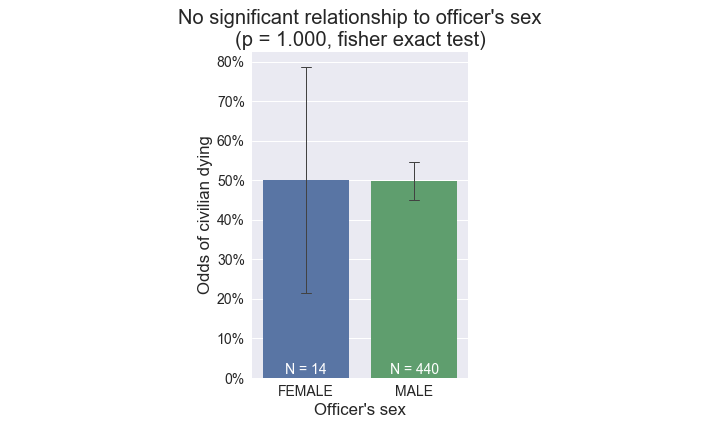 No significant relationship to officer's sex
(p = 1.000, fisher exact test)
80%
70%
60%
50%
40%
30%
20%
10%
0%
Odds of civilian dying
N = 14
N = 440
FEMALE
MALE
Officer's sex